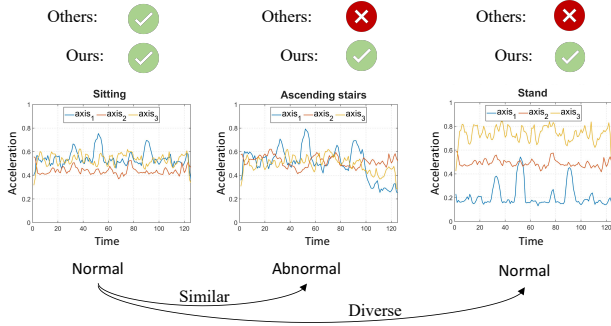 Others:
Others:
Others:
Ours:
Ours:
Ours:
Sitting
Ascending stairs
Stand
axis1 axis2 axis3
axis1 axis2 axis3
axis1 axis2 axis3
Acceleration
Acceleration
Acceleration
1
0.8
0.6
0.4
0.2
0
0 20 40 60 80 100 120
1
0.8
0.6
0.4
0.2
0
0 20 40 60 80 100 120
1
0.8
0.6
0.4
0.2
0
0 20 40 60 80 100 120
Time
Time
Time
Normal
Abnormal
Normal
Similar
Diverse